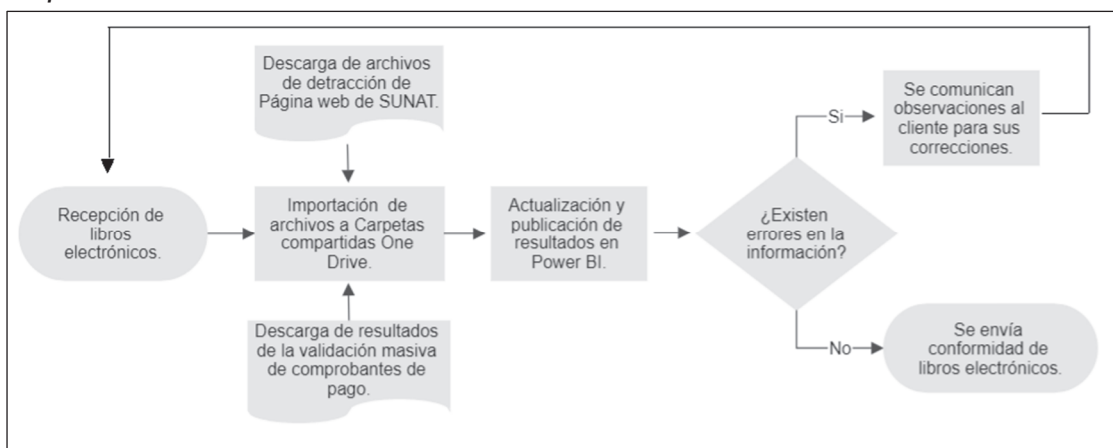 Descarga de archivos
de detracción de
Página web de SUNAT.
Recepción de
libros
electrónicos.
Importación de
archivos a Carpetas
compartidas One
Drive.
Descarga de resultados
de la validación masiva
de comprobantes de
pago.
Actualización y
publicación de
resultados en
Power BI.
¿Existen
errores en la
información?
Si
Se comunican
observaciones al
cliente para sus
correcciones.
No
Se envía
conformidad de
libros electrónicos.